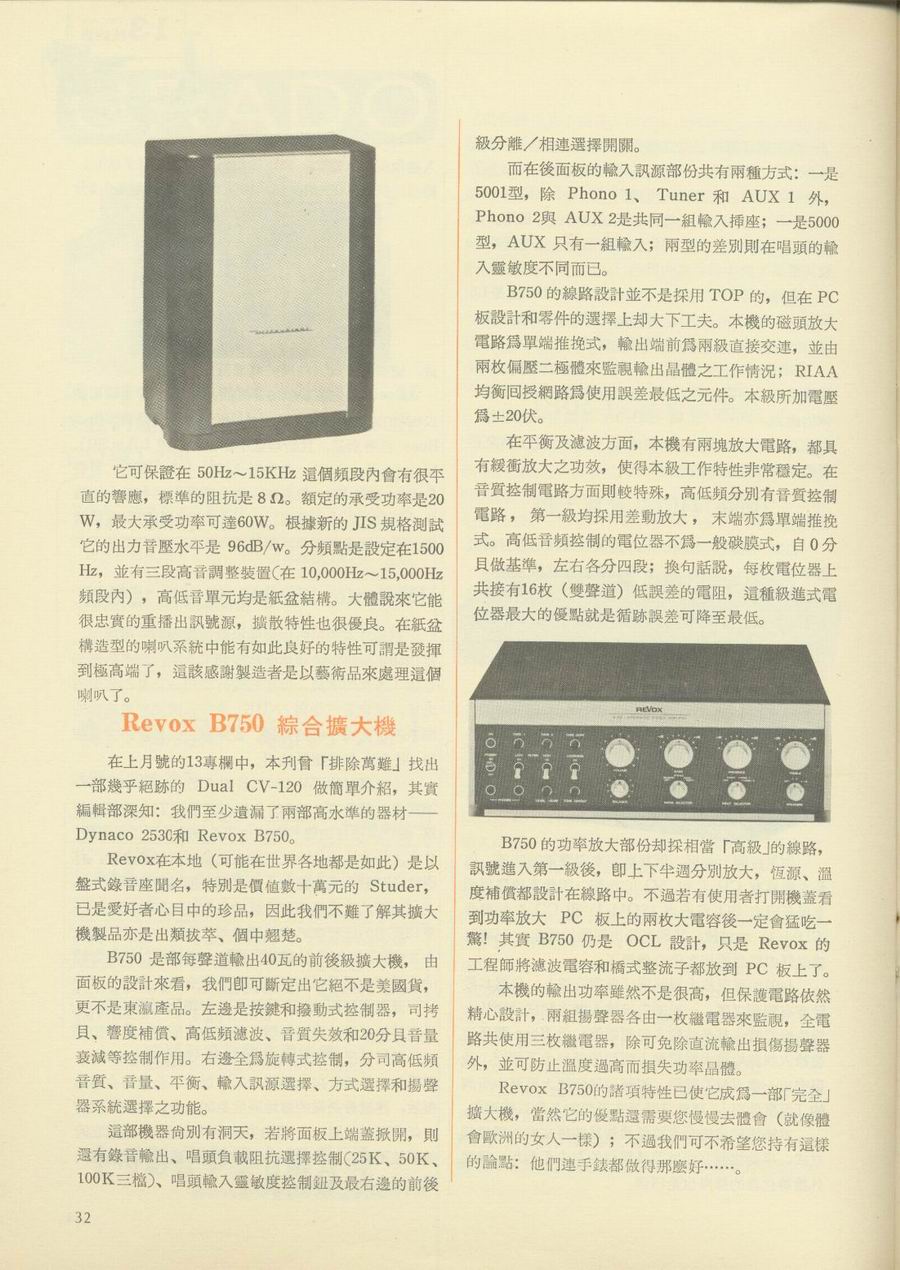 它可保證在 50Hz～15KHz 這個頻段內會有很平
直的響應，標準的阻抗是 8 Ω。額定的承受功率是20
W，最大承受功率可達60W。根據新的 JIS 規格測試
它的出力音壓水平是 96dB/w。分頻點是設定在1500
Hz，並有三段高音調整裝置(在 10,000Hz～15,000Hz
頻段內），高低音單元均是紙盆結構。大體說來它能
很忠實的重播出訊號源，擴散特性也很優良。在紙盆
構造型的喇叭系統中能有如此良好的特性可謂是發揮
到極高端了，這該感謝製造者是以藝術品來處理這個
喇叭了。
Revox B750 綜合擴大機
在上月號的13專欄中，本刊曾「排除萬難」找出
一部幾乎絕跡的 Dual CV-120 做簡單介紹，其實
編輯部深知：我們至少遺漏了兩部高水準的器材——
Dynaco 2530和 Revox B750。
Revox在本地（可能在世界各地都是如此）是以
盤式錄音座聞名，特別是價値數十萬元的 Studer，
已是愛好者心目中的珍品，因此我們不難了解其擴大
機製品亦是出類拔萃、個中翹楚。
B750 是部每聲道輸出40瓦的前後級擴大機， 由
面板的設計來看，我們卽可斷定出它絕不是美國貨，
更不是東瀛產品。左邊是按鍵和撥動式控制器，司拷
貝、響度補償、高低頻濾波、音質失效和20分貝音量
衰減等控制作用。右邊全爲旋轉式控制，分司高低頻
音質、音量、平衡、輸入訊源選擇、方式選擇和揚聲
器系統選擇之功能。
這部機器尙別有洞天，若將面板上端蓋掀開，則
還有錄音輸出、唱頭負載阻抗選擇控制(25K、50K、
100K三檔)、唱頭輸入靈敏度控制鈕及最右邊的前後
32
級分離／相連選擇開關。
而在後面板的輸入訊源部份共有兩種方式：一是
5001型，除 Phono 1、 Tuner 和 AUX 1 外，
Phono 2與 AUX 2是共同一組輸入揷座；一是5000
型，AUX 只有一組輸入；兩型的差別則在唱頭的輸
入靈敏度不同而已。
B750 的線路設計並不是採用 TOP 的，但在 PC
板設計和零件的選擇上却大下工夫。本機的磁頭放大
電路爲單端推挽式，輸出端前爲兩級直接交連，並由
兩枚偏壓二極體來監視輸出晶體之工作情況；RIAA
均衡回授網路爲使用誤差最低之元件。本級所加電壓
爲±20伏。
在平衡及濾波方面，本機有兩塊放大電路，都具
有緩衝放大之功效，使得本級工作特性非常穩定。在
音質控制電路方面則較特殊，高低頻分別有音質控制
電路， 第一級均採用差動放大， 末端亦爲單端推挽
式。高低音頻控制的電位器不爲一般碳膜式，自 0 分
貝做基準，左右各分四段；換句話說，每枚電位器上
共接有16枚（雙聲道）低誤差的電阻，這種級進式電
位器最大的優點就是循跡誤差可降至最低。
REVOX
B750 的功率放大部份却採相當「高級」的線路，
訊號進入第一級後，卽上下半週分別放大，恆源、溫
度補償都設計在線路中。不過若有使用者打開機蓋看
到功率放大 PC 板上的兩枚大電容後一定會猛吃一
驚！其實 B750 仍是 OCL 設計，只是 Revox 的
工程師將濾波電容和橋式整流子都放到 PC 板上了。
本機的輸出功率雖然不是很高，但保護電路依然
精心設計，兩組揚聲器各由一枚繼電器來監視，全電
路共使用三枚繼電器，除可免除直流輸出損傷揚聲器
外，並可防止溫度過高而損失功率晶體。
Revox B750的諸項特性已使它成爲一部「完全」
擴大機，當然它的優點還需要您慢慢去體會（就像體
會歐洲的女人一樣）；不過我們可不希望您持有這樣
的論點：他們連手錶都做得那麼好……。